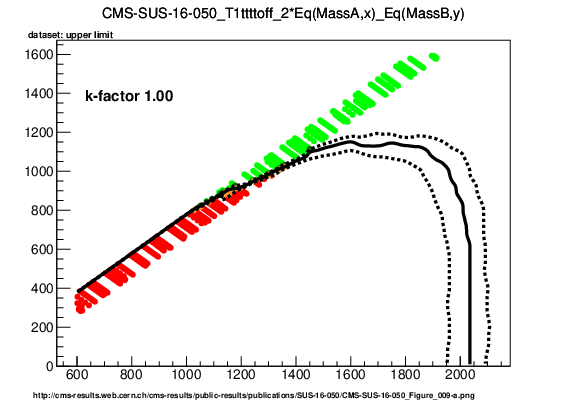 CMS-SUS-16-050_T1ttttoff_2*Eq(MassA,x)_Eq(MassB,y)
dataset: upper limit
1600
k-factor 1.00
1400
1200
1000
800
600
400
200
0
600 800 1000 1200 1400 1600 1800 2000
http://cms-results.web.cern.ch/cms-results/public-results/publications/SUS-16-050/CMS-SUS-16-050_Figure_009-a.png